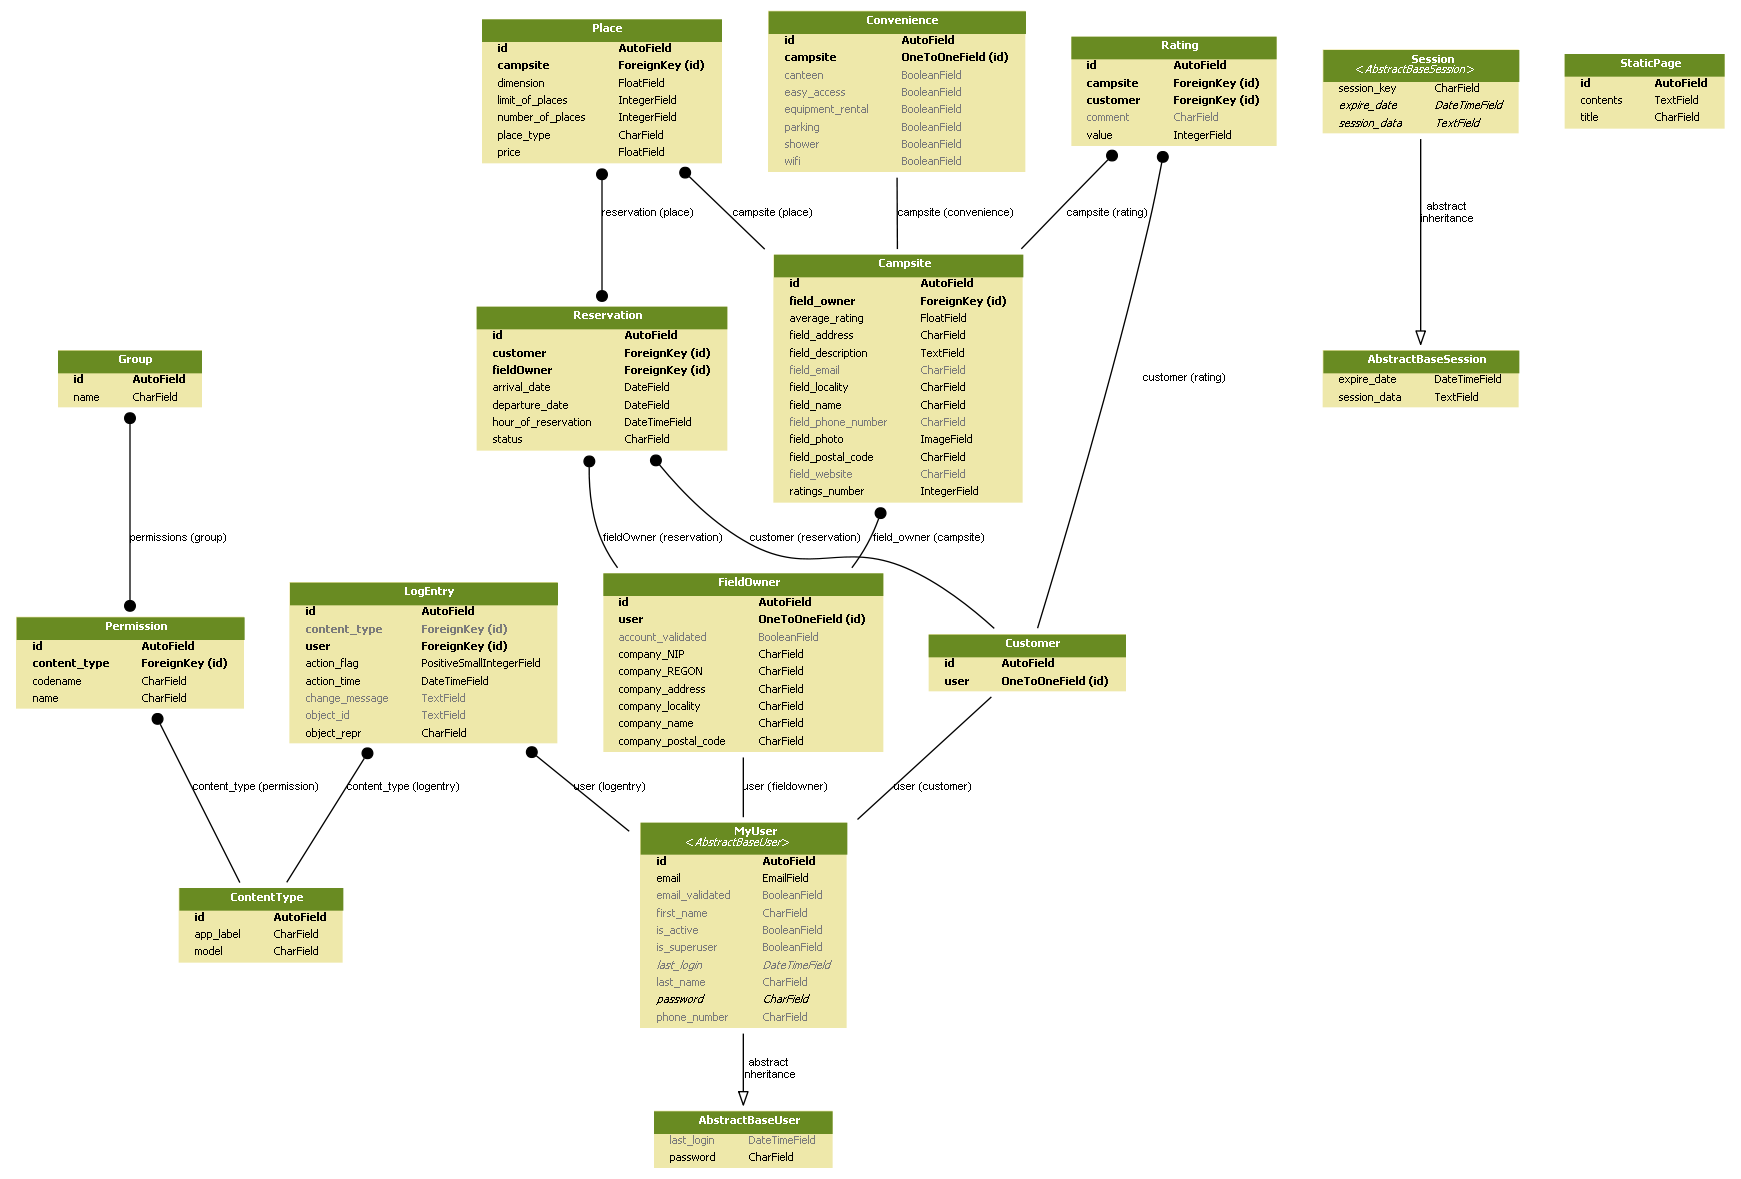 Place
id AutoField
campsite ForeignKey (id)
dimension FloatField
limit_of_places IntegerField
number_of_places IntegerField
place_type CharField
price FloatField
Convenience
id AutoField
campsite OneToOneField (id)
canteen BooleanField
easy_access BooleanField
equipment_rental BooleanField
parking BooleanField
shower BooleanField
wifi BooleanField
Rating
id AutoField
campsite ForeignKey (id)
customer ForeignKey (id)
comment CharField
value IntegerField
Session
<AbstractBaseSession>
session_key CharField
expire_date DateTimeField
session_data TextField
StaticPage
id AutoField
contents TextField
title CharField
reservation (place)
campsite (place)
campsite (convenience)
campsite (rating)
abstract
inheritance
Campsite
id AutoField
field_owner ForeignKey (id)
average_rating FloatField
field_address CharField
field_description TextField
field_email CharField
field_locality CharField
field_name CharField
field_phone_number CharField
field_photo ImageField
field_postal_code CharField
field_website CharField
ratings_number IntegerField
Reservation
id AutoField
customer ForeignKey (id)
fieldOwner ForeignKey (id)
arrival_date DateField
departure_date DateField
hour_of_reservation DateTimeField
status CharField
Group
id AutoField
name CharField
customer (rating)
AbstractBaseSession
expire_date DateTimeField
session_data TextField
permissions (group)
fieldOwner (reservation)
customer (reservation)
field_owner (campsite)
Permission
id AutoField
content_type ForeignKey (id)
codename CharField
name CharField
LogEntry
id AutoField
content_type ForeignKey (id)
user ForeignKey (id)
action_flag PositiveSmallIntegerField
action_time DateTimeField
change_message TextField
object_id TextField
object_repr CharField
FieldOwner
id AutoField
user OneToOneField (id)
account_validated BooleanField
company_NIP CharField
company_REGON CharField
company_address CharField
company_locality CharField
company_name CharField
company_postal_code CharField
Customer
id AutoField
user OneToOneField (id)
content_type (permission)
content_type (logentry)
user (logentry)
user (fieldowner)
user (customer)
ContentType
id AutoField
app_label CharField
model CharField
MyUser
<AbstractBaseUser>
id AutoField
email EmailField
email_validated BooleanField
first_name CharField
is_active BooleanField
is_superuser BooleanField
last_login DateTimeField
last_name CharField
password CharField
phone_number CharField
abstract
inheritance
AbstractBaseUser
last_login DateTimeField
password CharField